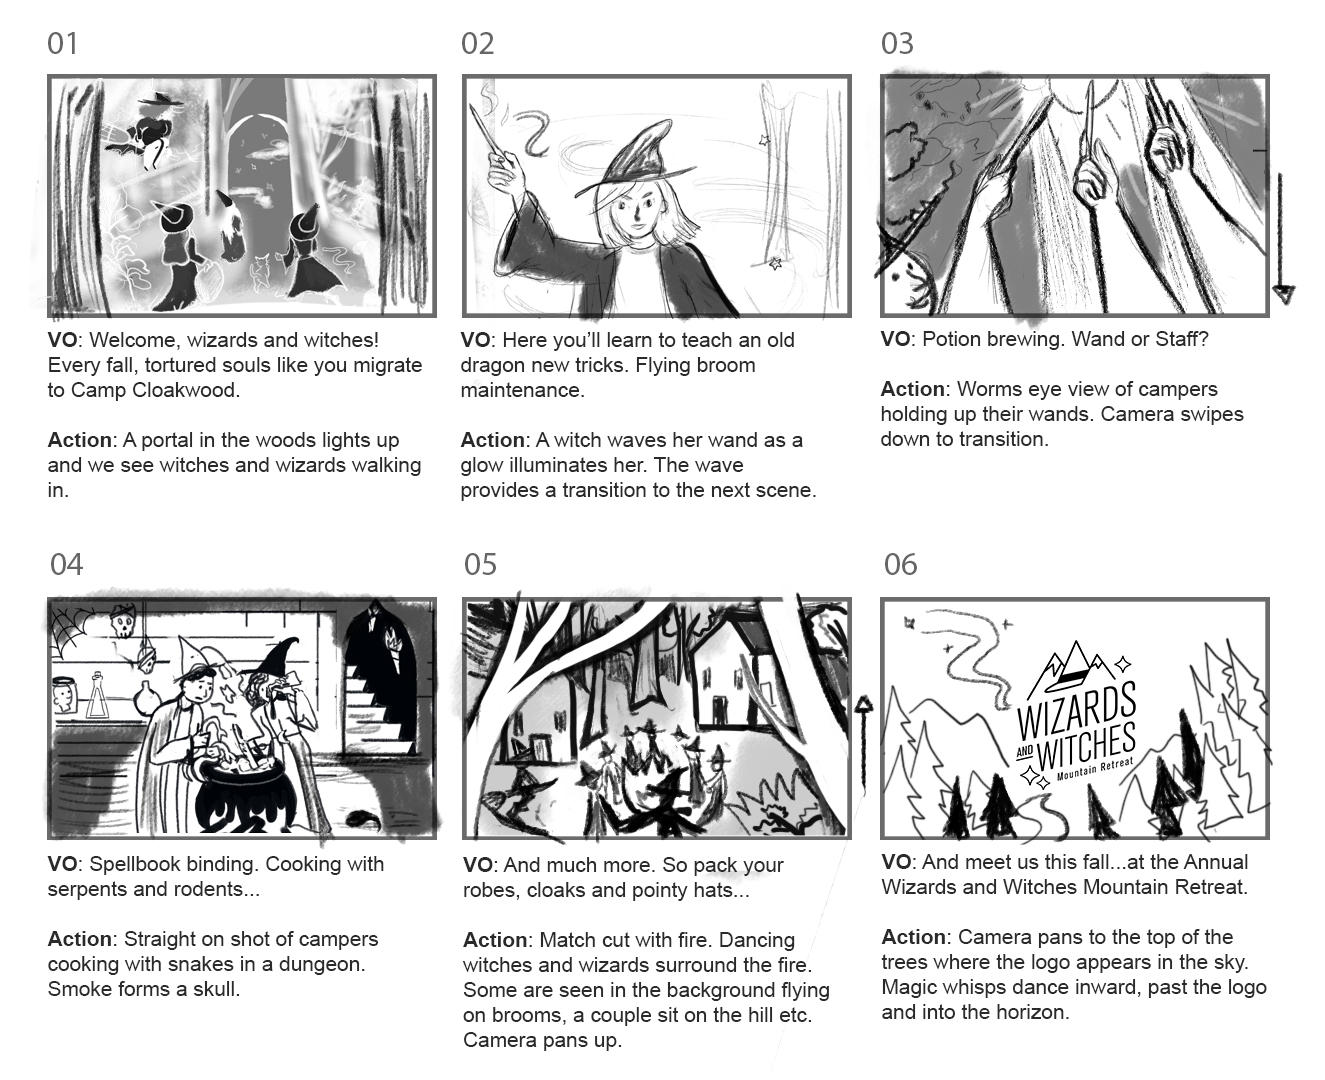 01
VO: Welcome, wizards and witches!
Every fall, tortured souls like you migrate
to Camp Cloakwood.
Action: A portal in the woods lights up
and we see witches and wizards walking
in.
02
VO: Here you’ll learn to teach an old
dragon new tricks. Flying broom
maintenance.
Action: A witch waves her wand as a
glow illuminates her. The wave
provides a transition to the next scene.
03
VO: Potion brewing. Wand or Staff?
Action: Worms eye view of campers
holding up their wands. Camera swipes
down to transition.
04
VO: Spellbook binding. Cooking with
serpents and rodents...
Action: Straight on shot of campers
cooking with snakes in a dungeon.
Smoke forms a skull.
05
VO: And much more. So pack your
robes, cloaks and pointy hats...
Action: Match cut with fire. Dancing
witches and wizards surround the fire.
Some are seen in the background flying
on brooms, a couple sit on the hill etc.
Camera pans up.
06
WIZARDS
AND WITCHES
Mountain Retreat
VO: And meet us this fall...at the Annual
Wizards and Witches Mountain Retreat.
Action: Camera pans to the top of the
trees where the logo appears in the sky.
Magic whisps dance inward, past the logo
and into the horizon.